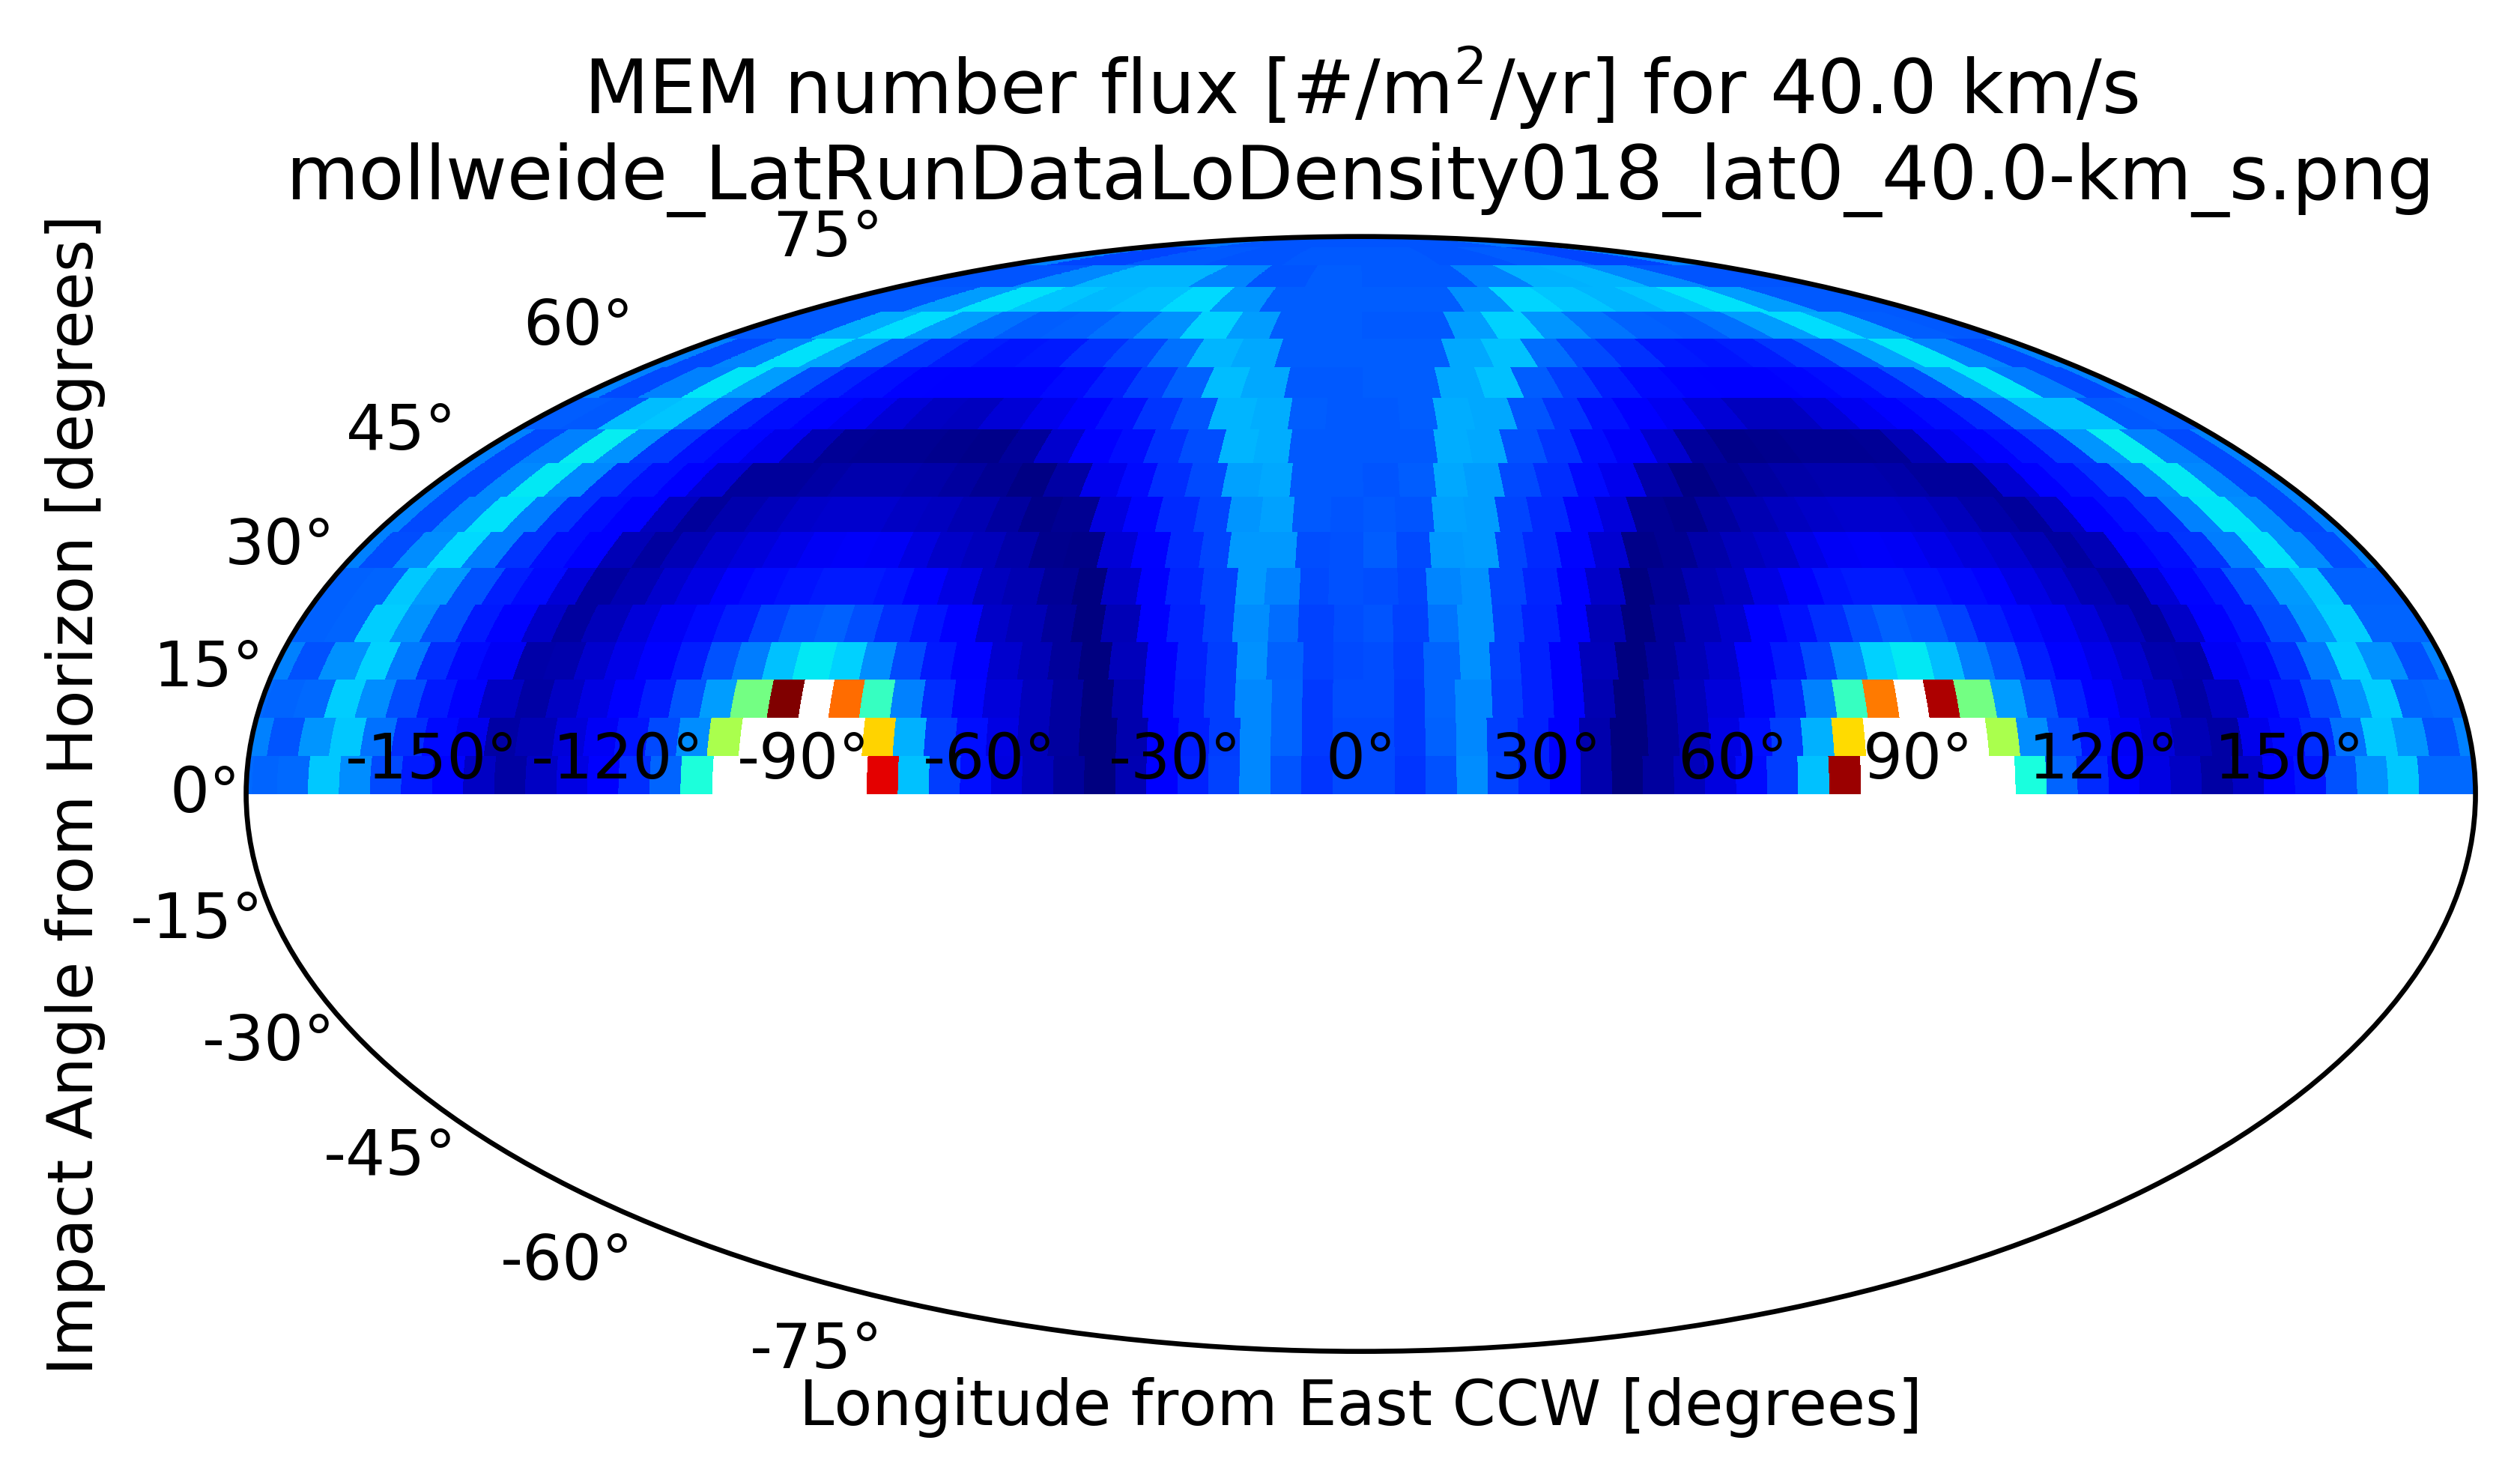 MEM number flux [#/m²/yr] for 40.0 km/s
mollweide_LatRunDataLoDensity018_lat0_40.0-km_s.png
75°
60°
45°
30°
15°
0°
-15°
-30°
-45°
-60°
-75°
-150° -120° -90° -60° -30° 0° 30° 60° 90° 120° 150°
Impact Angle from Horizon [degrees]
Longitude from East CCW [degrees]